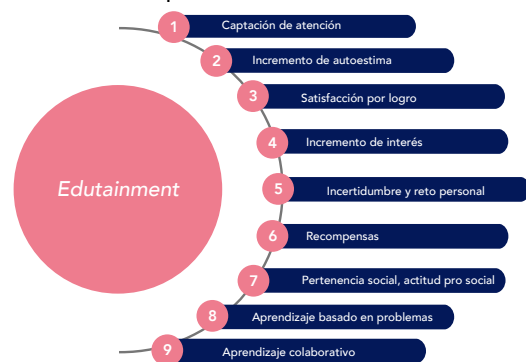 1 Captación de atención
2 Incremento de autoestima
3 Satisfacción por logro
4 Incremento de interés
Edutainment
5 Incertidumbre y reto personal
6 Recompensas
7 Pertenencia social, actitud pro social
8 Aprendizaje basado en problemas
9 Aprendizaje colaborativo